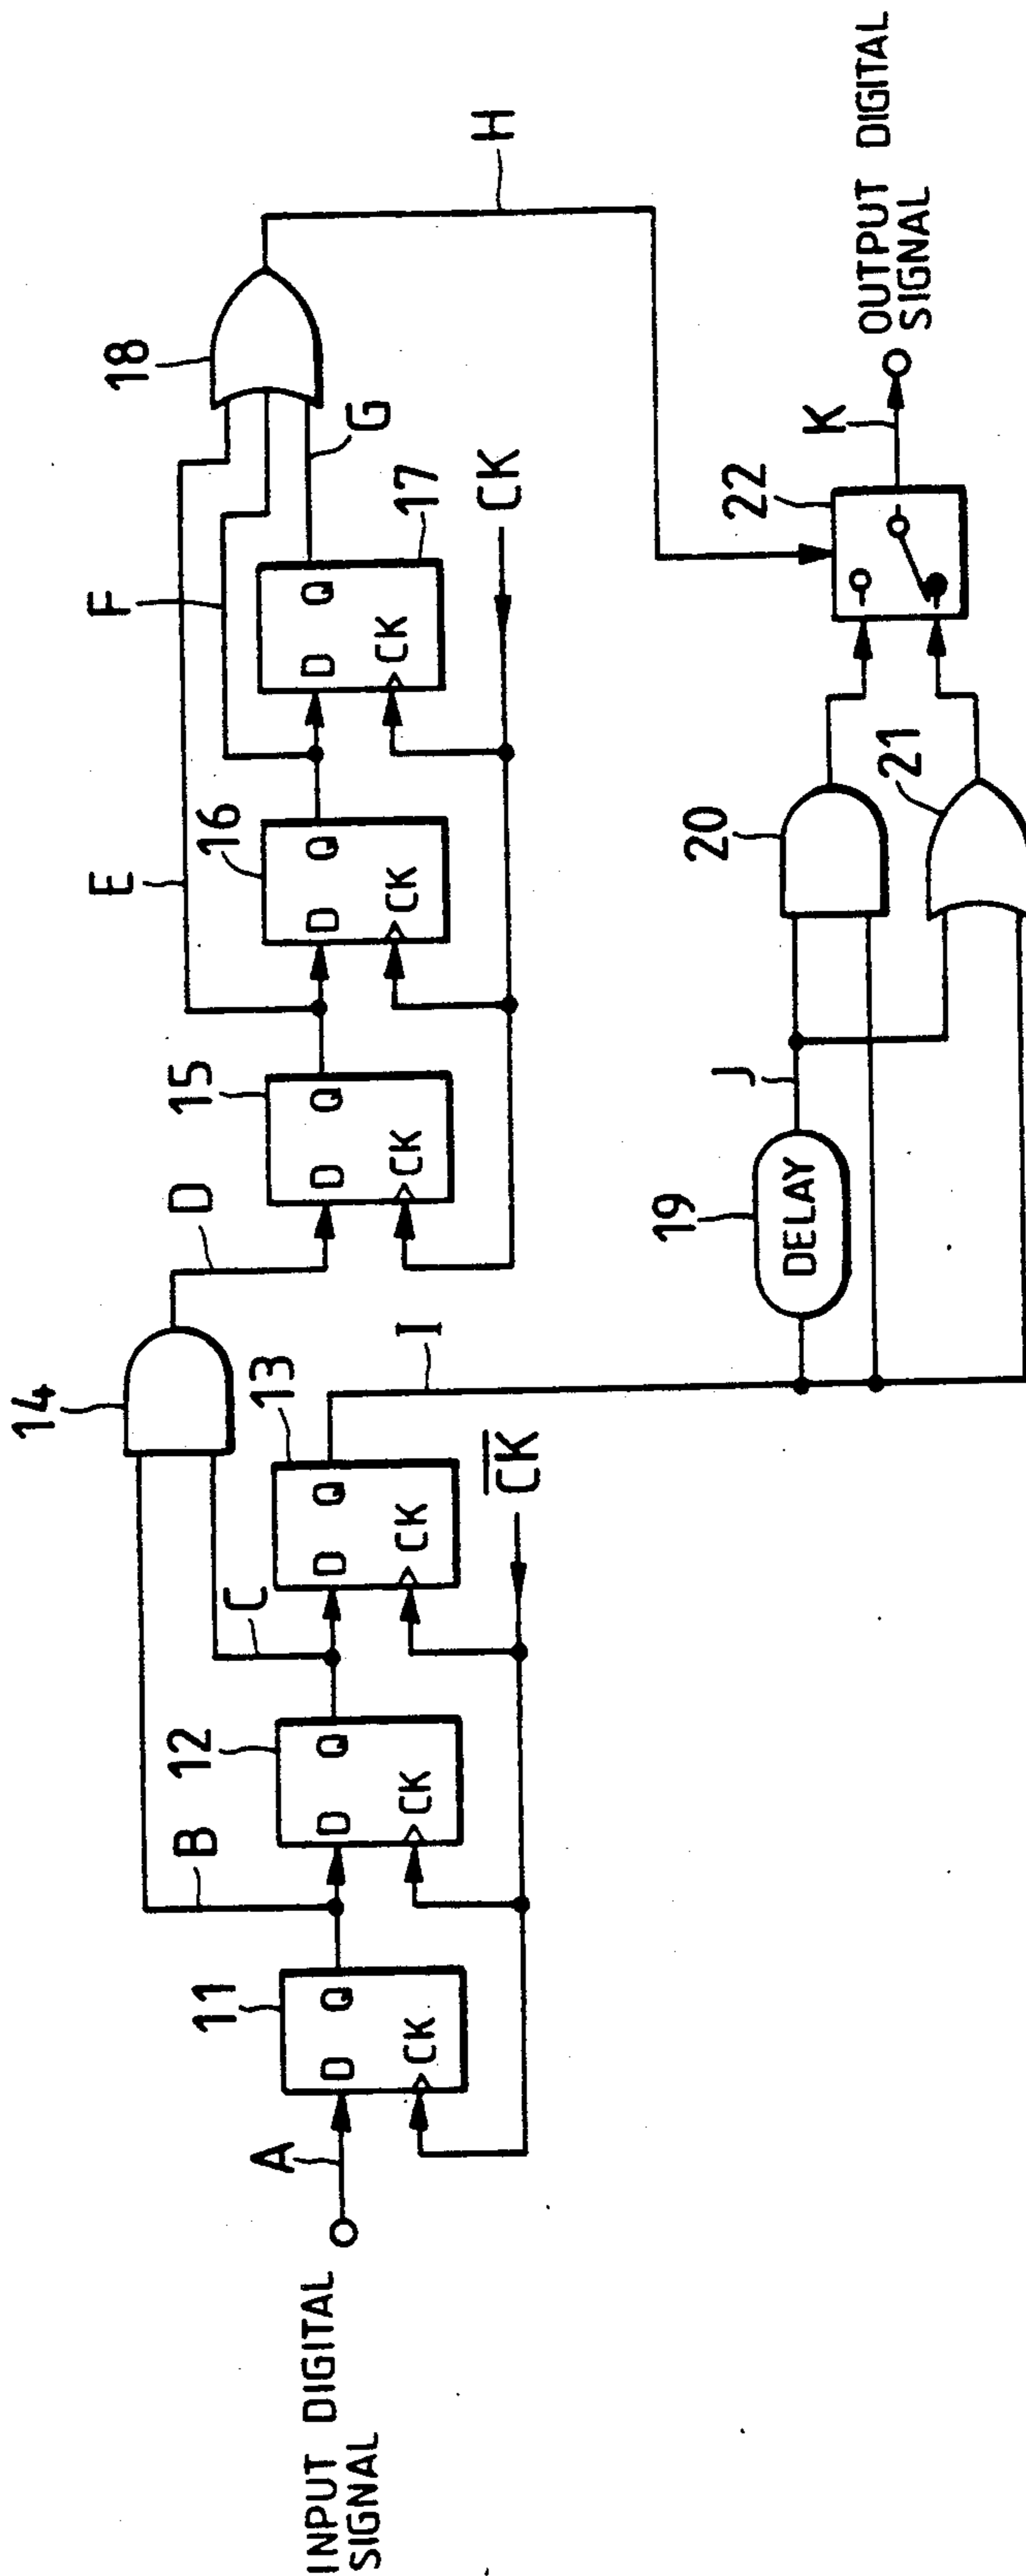 INPUT DIGITAL
SIGNAL
A
11
D
Q
CK
B
12
D
Q
CK
C
13
D
Q
CK
CK
14
D
15
D
Q
CK
E
16
D
Q
CK
F
17
D
Q
CK
G
CK
18
H
I
19
DELAY
J
20
21
22
K
OUTPUT DIGITAL
SIGNAL